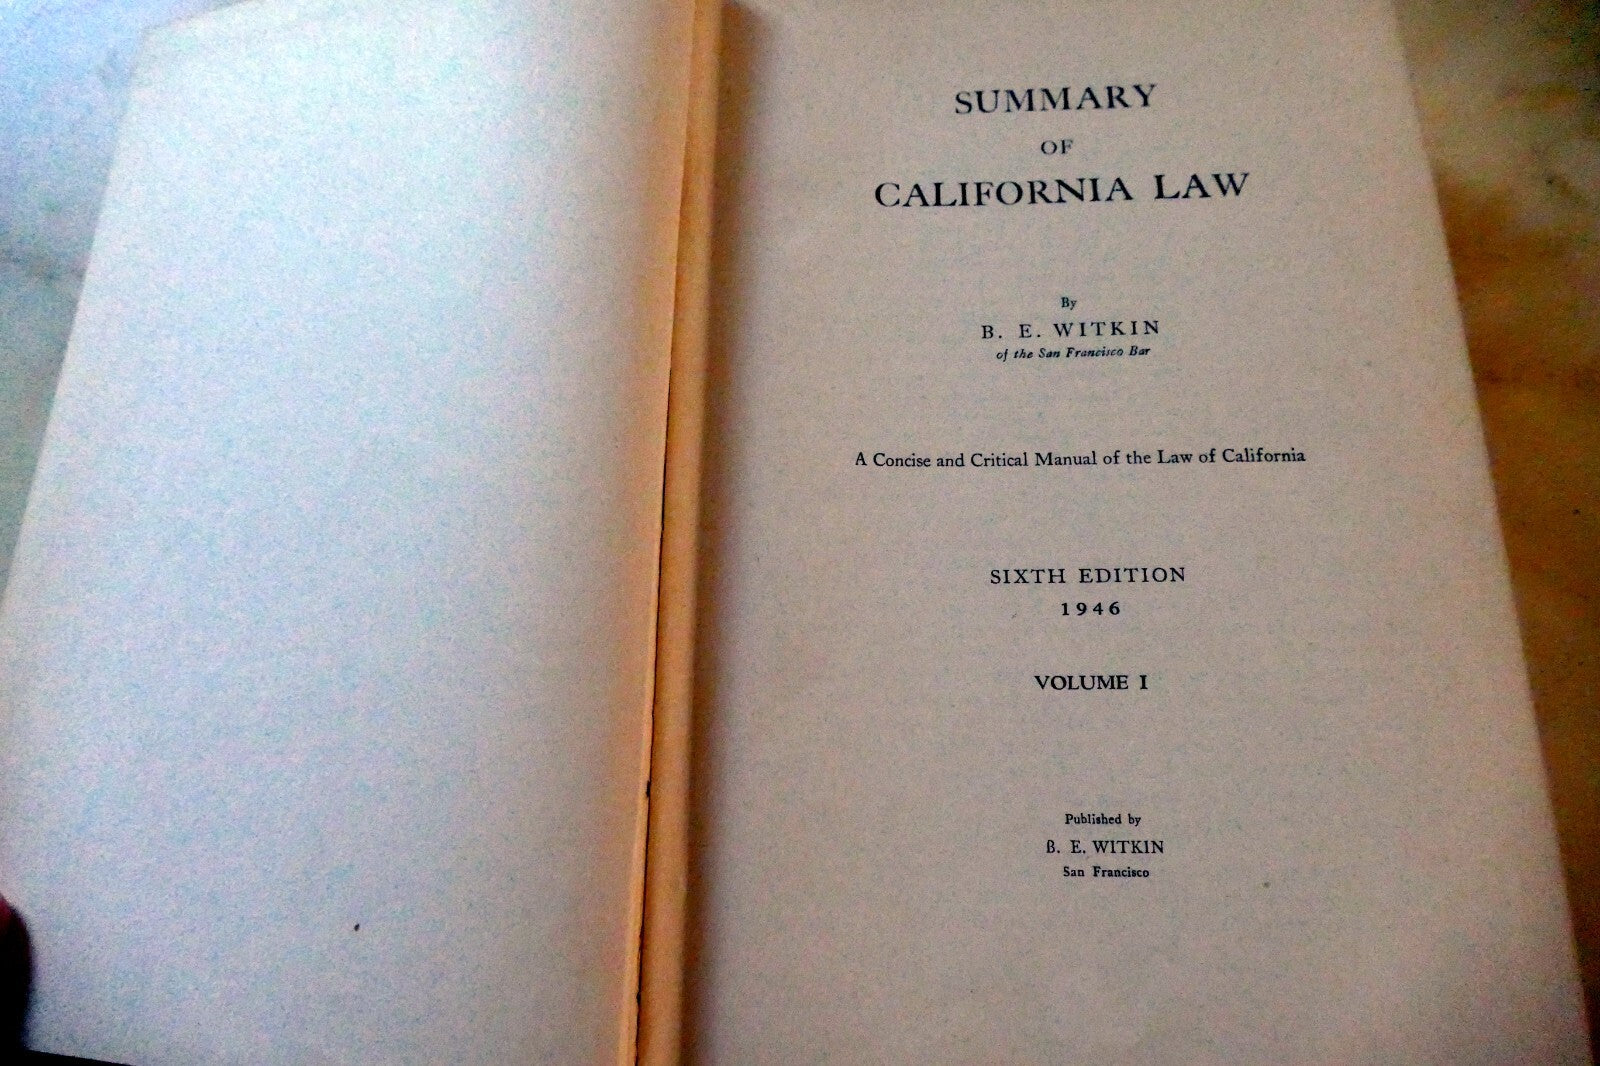 SUMMARY
OF
CALIFORNIA LAW
By
B. E. WITKIN
of the San Francisco Bar
A Concise and Critical Manual of the Law of California
SIXTH EDITION
1946
VOLUME I
Published by
B. E. WITKIN
San Francisco